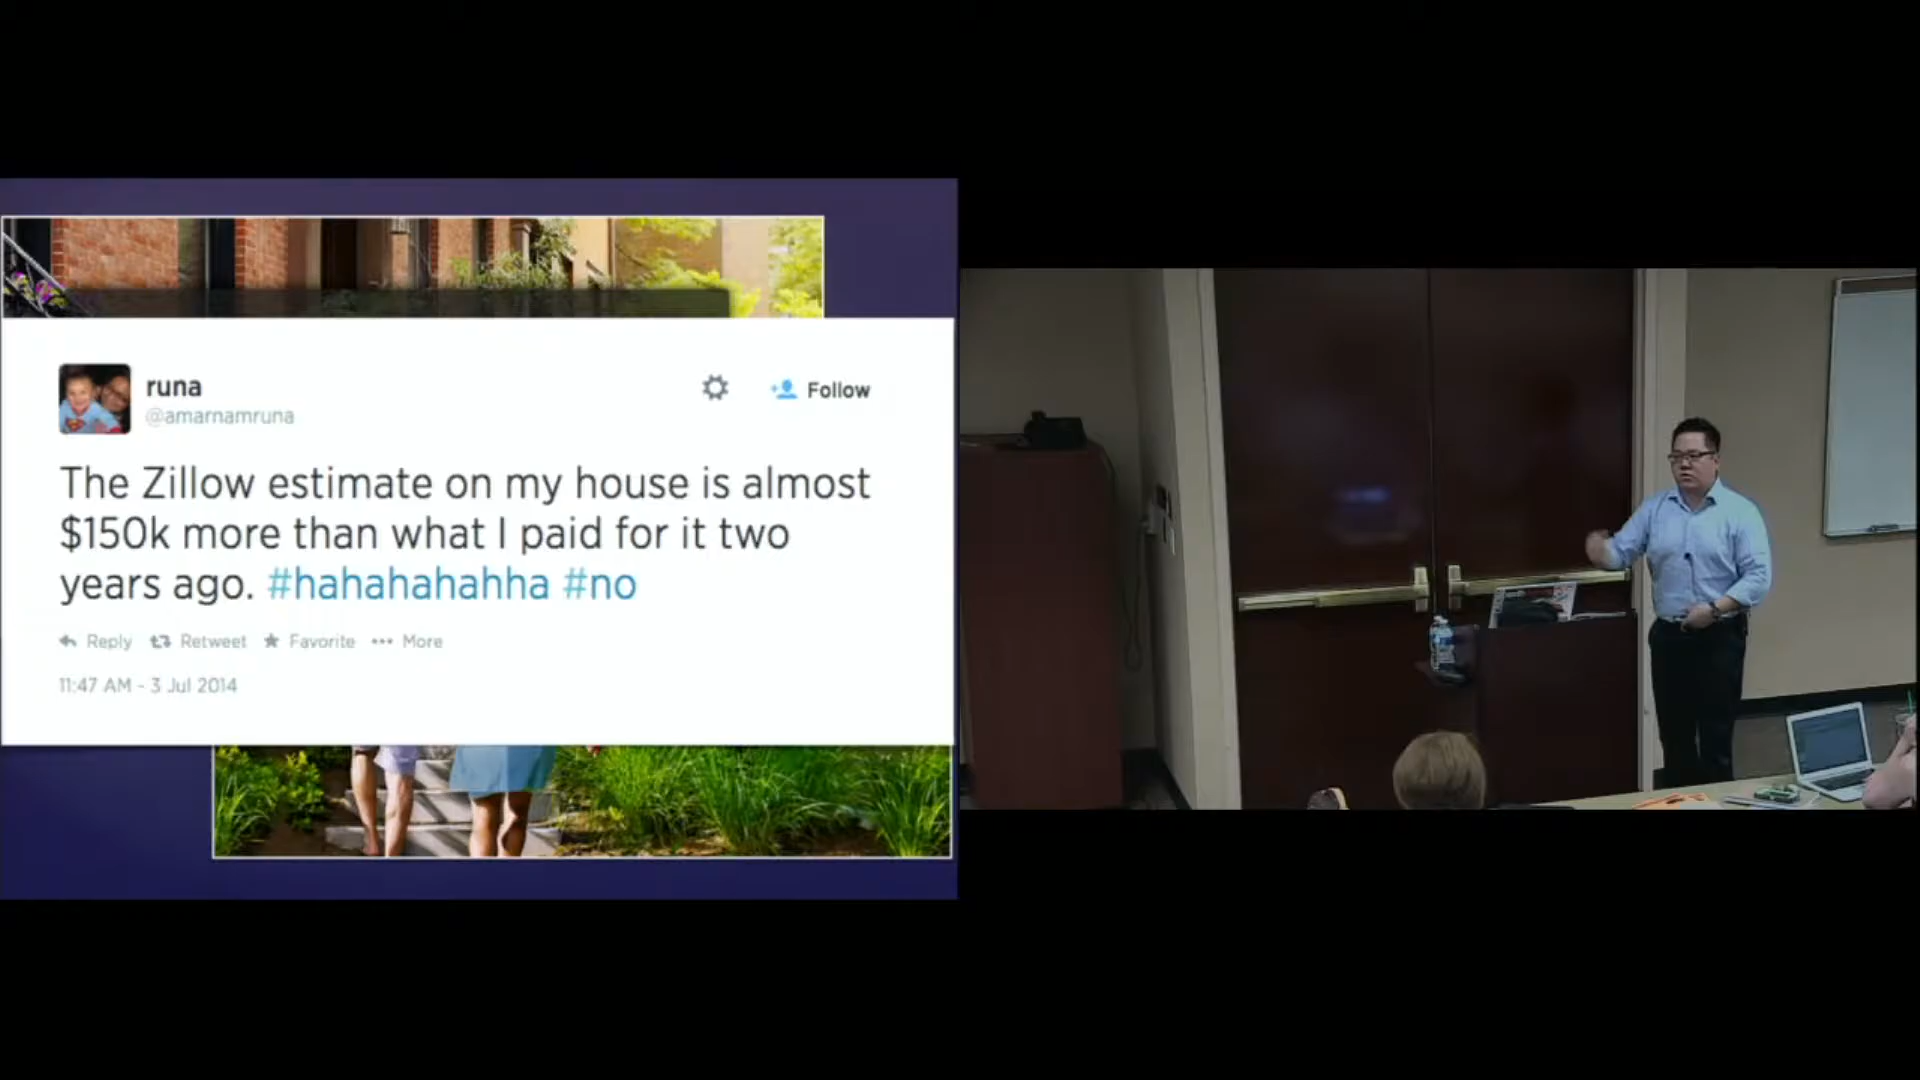 runa
@amarnamruna
Follow
The Zillow estimate on my house is almost
$150k more than what I paid for it two
years ago. #hahahahahha #no
Reply Retweet Favorite More
11:47 AM - 3 Jul 2014